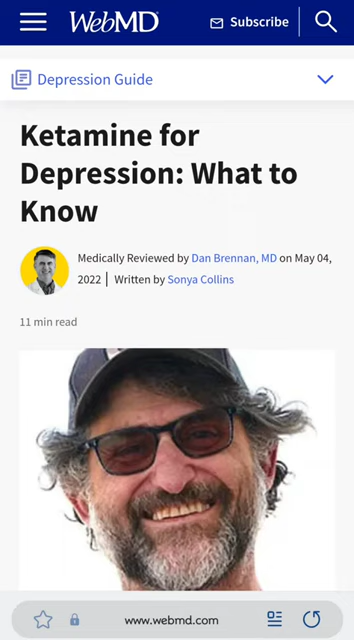 WebMD
Subscribe
Depression Guide
Ketamine for
Depression: What to
Know
Medically Reviewed by Dan Brennan, MD on May 04,
2022 | Written by Sonya Collins
11 min read
www.webmd.com